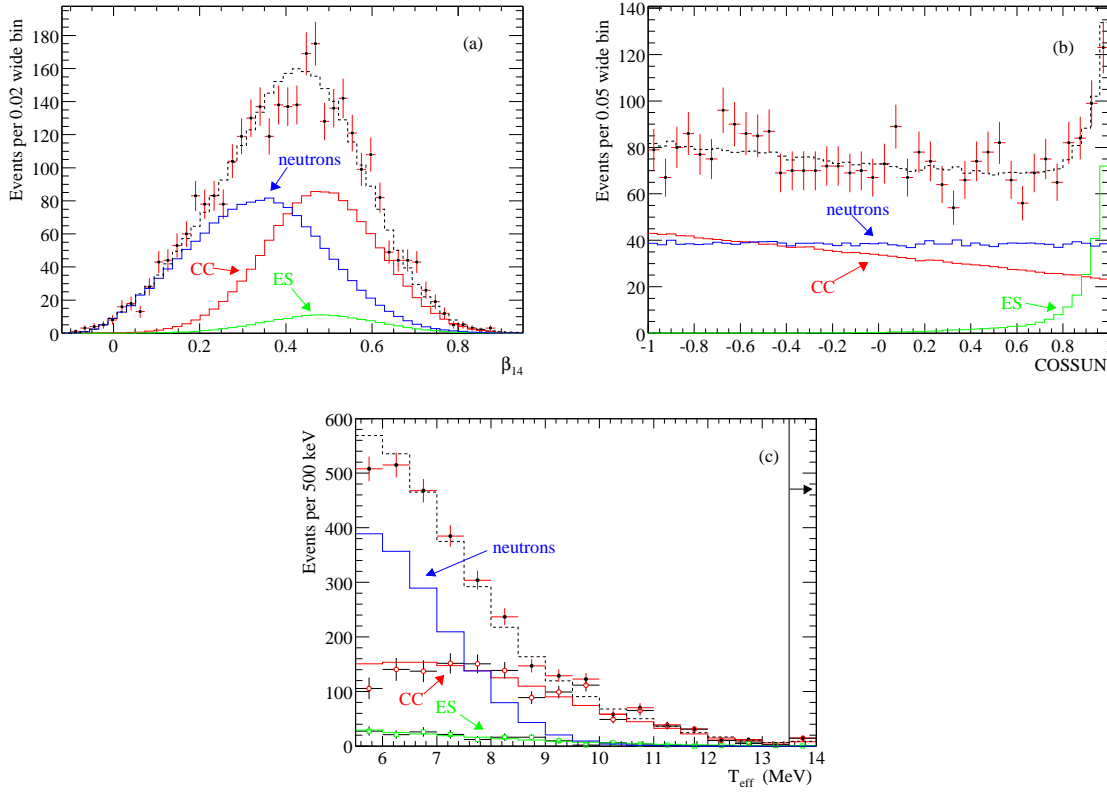 Events per 0.02 wide bin
180
160
140
120
100
80
60
40
20
0
(a)
neutrons
CC
ES
0 0.2 0.4 0.6 0.8
β14
Events per 0.05 wide bin
140
120
100
80
60
40
20
0
(b)
neutrons
CC
ES
-1 -0.8 -0.6 -0.4 -0.2 -0 0.2 0.4 0.6 0.8 1
COSSUN
Events per 500 keV
600
500
400
300
200
100
0
(c)
neutrons
CC
ES
6 7 8 9 10 11 12 13 14
Teff (MeV)